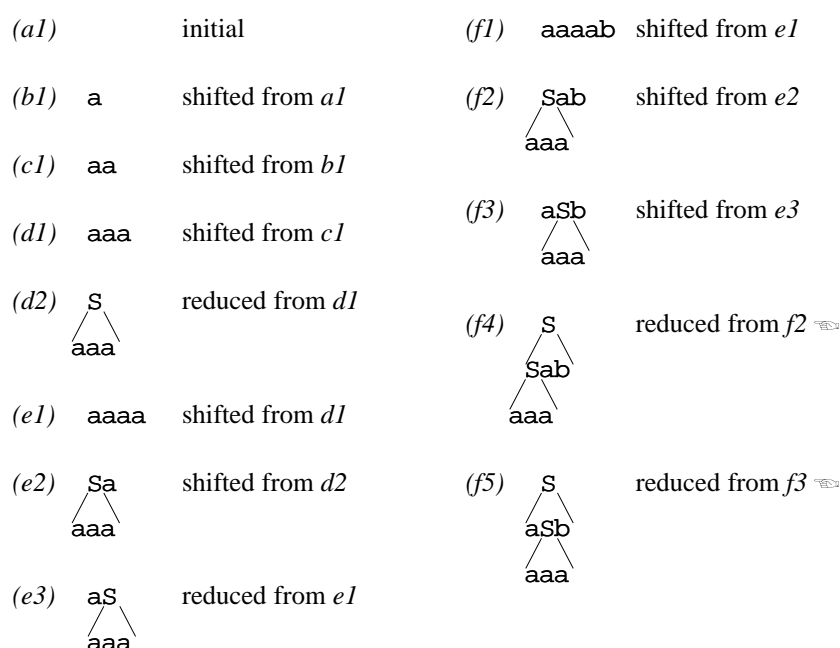 (a1) initial
(b1) a shifted from a1
(c1) aa shifted from b1
(d1) aaa shifted from c1
(d2) S reduced from d1
aaa
(e1) aaaa shifted from d1
(e2) Sa shifted from d2
aaa
(e3) aS reduced from e1
aaa
(f1) aaaab shifted from e1
(f2) Sab shifted from e2
aaa
(f3) aSb shifted from e3
aaa
(f4) S reduced from f2 ☜
Sab
aaa
(f5) S reduced from f3 ☜
aSb
aaa